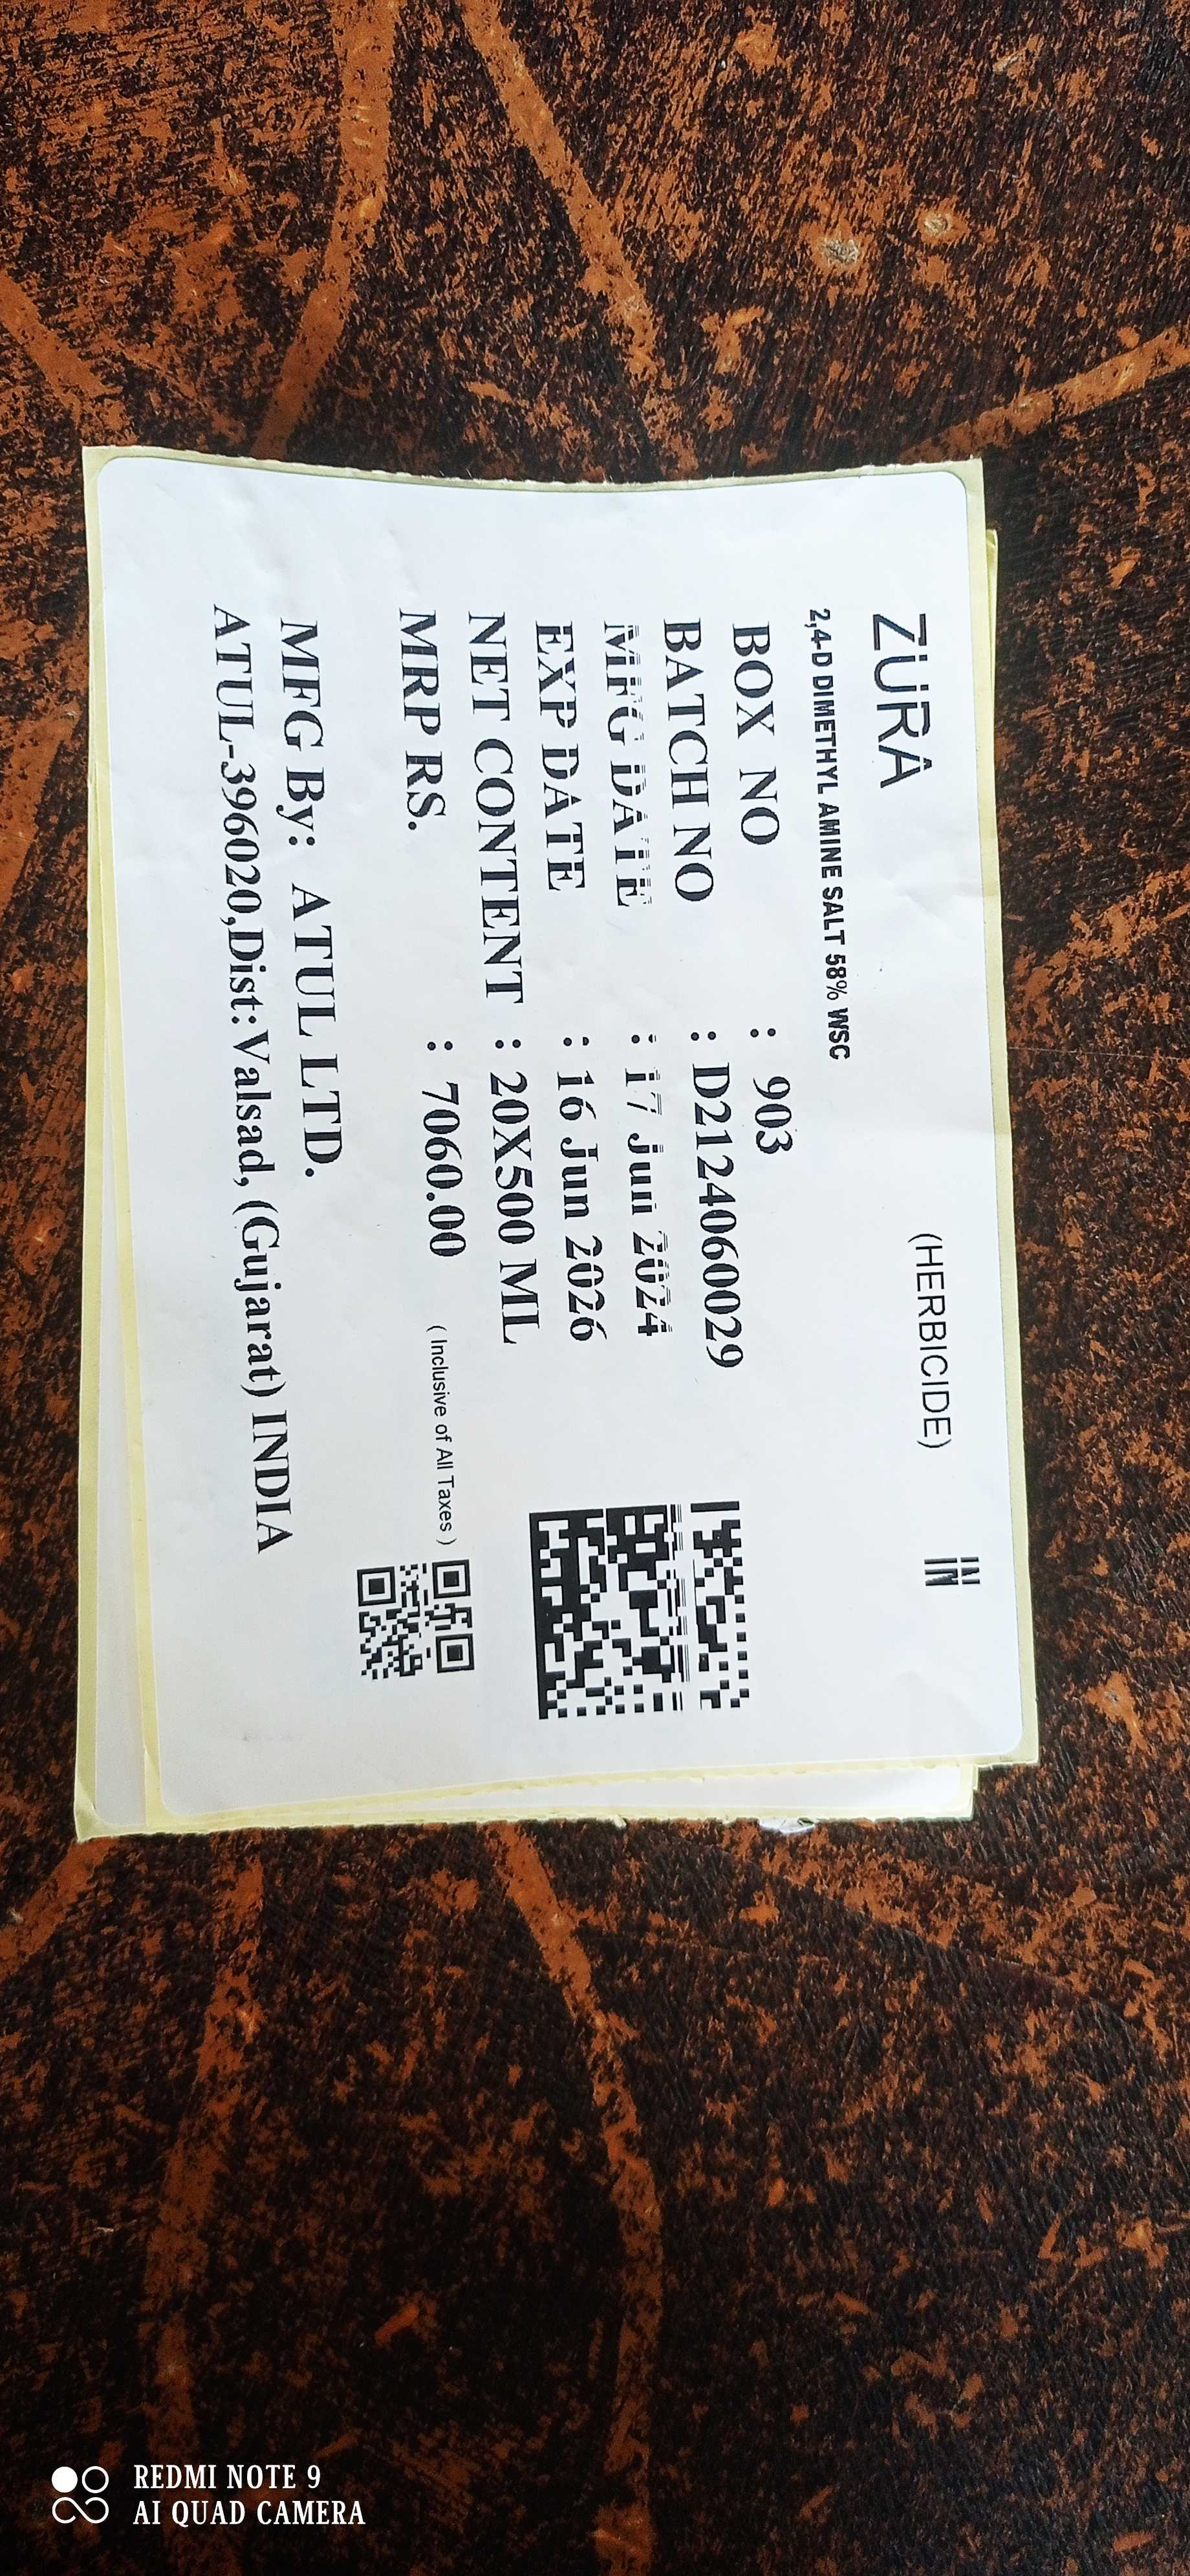 ZURA (HERBICIDE) IN
2,4-D DIMETHYL AMINE SALT 58% WSC
BOX NO : 903
BATCH NO : D2124060029
MFG DATE : 17 Jun 2024
EXP DATE : 16 Jun 2026
NET CONTENT : 20X500 ML
MRP RS. : 7060.00 ( Inclusive of All Taxes )
MFG By: ATUL LTD.
ATUL-396020,Dist:Valsad, (Gujarat) INDIA
REDMI NOTE 9
AI QUAD CAMERA